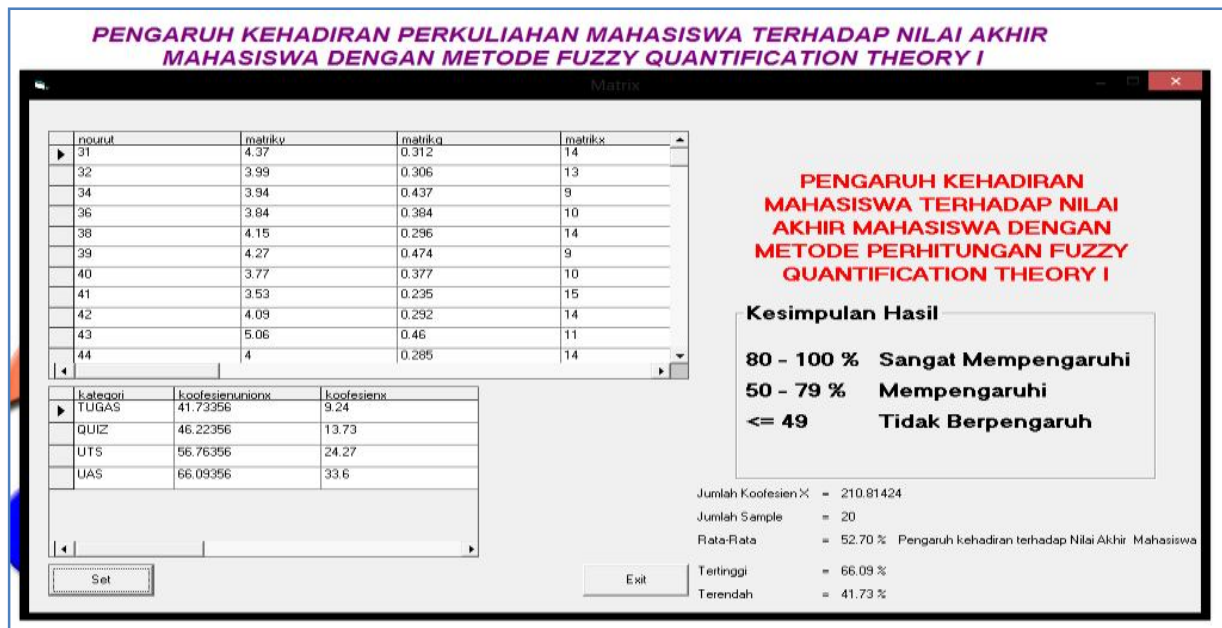 PENGARUH KEHADIRAN PERKULIAHAN MAHASISWA TERHADAP NILAI AKHIR
MAHASISWA DENGAN METODE FUZZY QUANTIFICATION THEORY I
Matrix
nourut matriky matrikg matrikx
31 4.37 0.312 14
32 3.99 0.306 13
34 3.94 0.437 9
36 3.84 0.384 10
38 4.15 0.296 14
39 4.27 0.474 9
40 3.77 0.377 10
41 3.53 0.235 15
42 4.09 0.292 14
43 5.06 0.46 11
44 4 0.285 14
kategori koofesienunionx koofesienx
TUGAS 41.73356 9.24
QUIZ 46.22356 13.73
UTS 56.76356 24.27
UAS 66.09356 33.6
Set
Exit
PENGARUH KEHADIRAN
MAHASISWA TERHADAP NILAI
AKHIR MAHASISWA DENGAN
METODE PERHITUNGAN FUZZY
QUANTIFICATION THEORY I
Kesimpulan Hasil
80 - 100 % Sangat Mempengaruhi
50 - 79 % Mempengaruhi
<= 49 Tidak Berpengaruh
Jumlah Koofesien X = 210.81424
Jumlah Sample = 20
Rata-Rata = 52.70 % Pengaruh kehadiran terhadap Nilai Akhir Mahasiswa
Tertinggi = 66.09 %
Terendah = 41.73 %